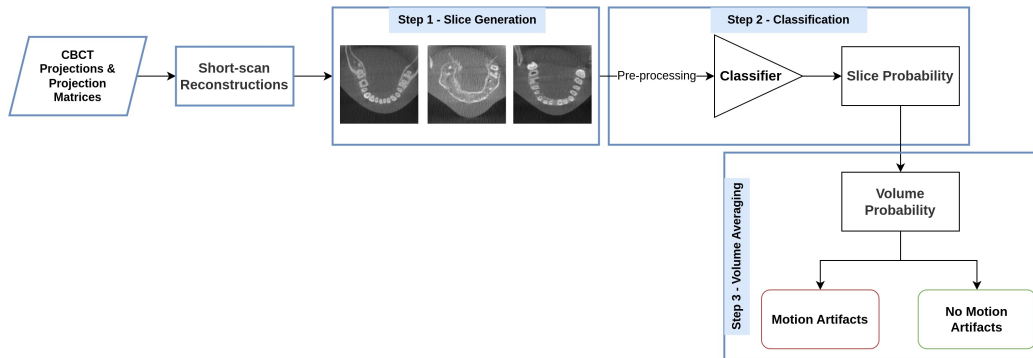 CBCT
Projections &
Projection
Matrices
Short-scan
Reconstructions
Step 1 - Slice Generation
Pre-processing
Step 2 - Classification
Classifier
Slice Probability
Step 3 - Volume Averaging
Volume
Probability
Motion Artifacts
No Motion
Artifacts